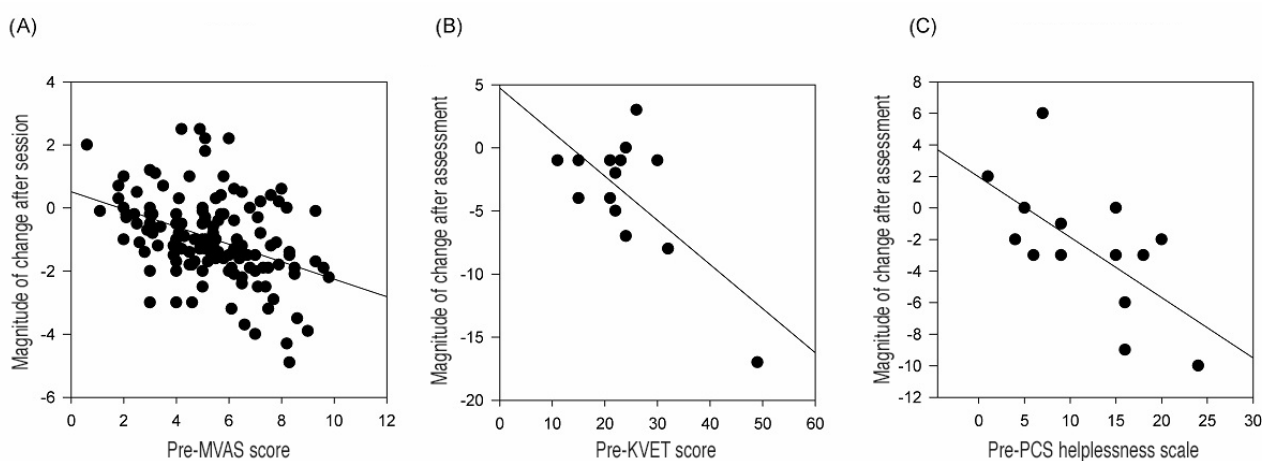 (A)
(B)
(C)
Magnitude of change after session
4
2
0
-2
-4
-6
0 2 4 6 8 10 12
Pre-MVAS score
Magnitude of change after assessment
5
0
-5
-10
-15
-20
0 10 20 30 40 50 60
Pre-KVET score
Magnitude of change after assessment
8
6
4
2
0
-2
-4
-6
-8
-10
-12
0 5 10 15 20 25 30
Pre-PCS helplessness scale